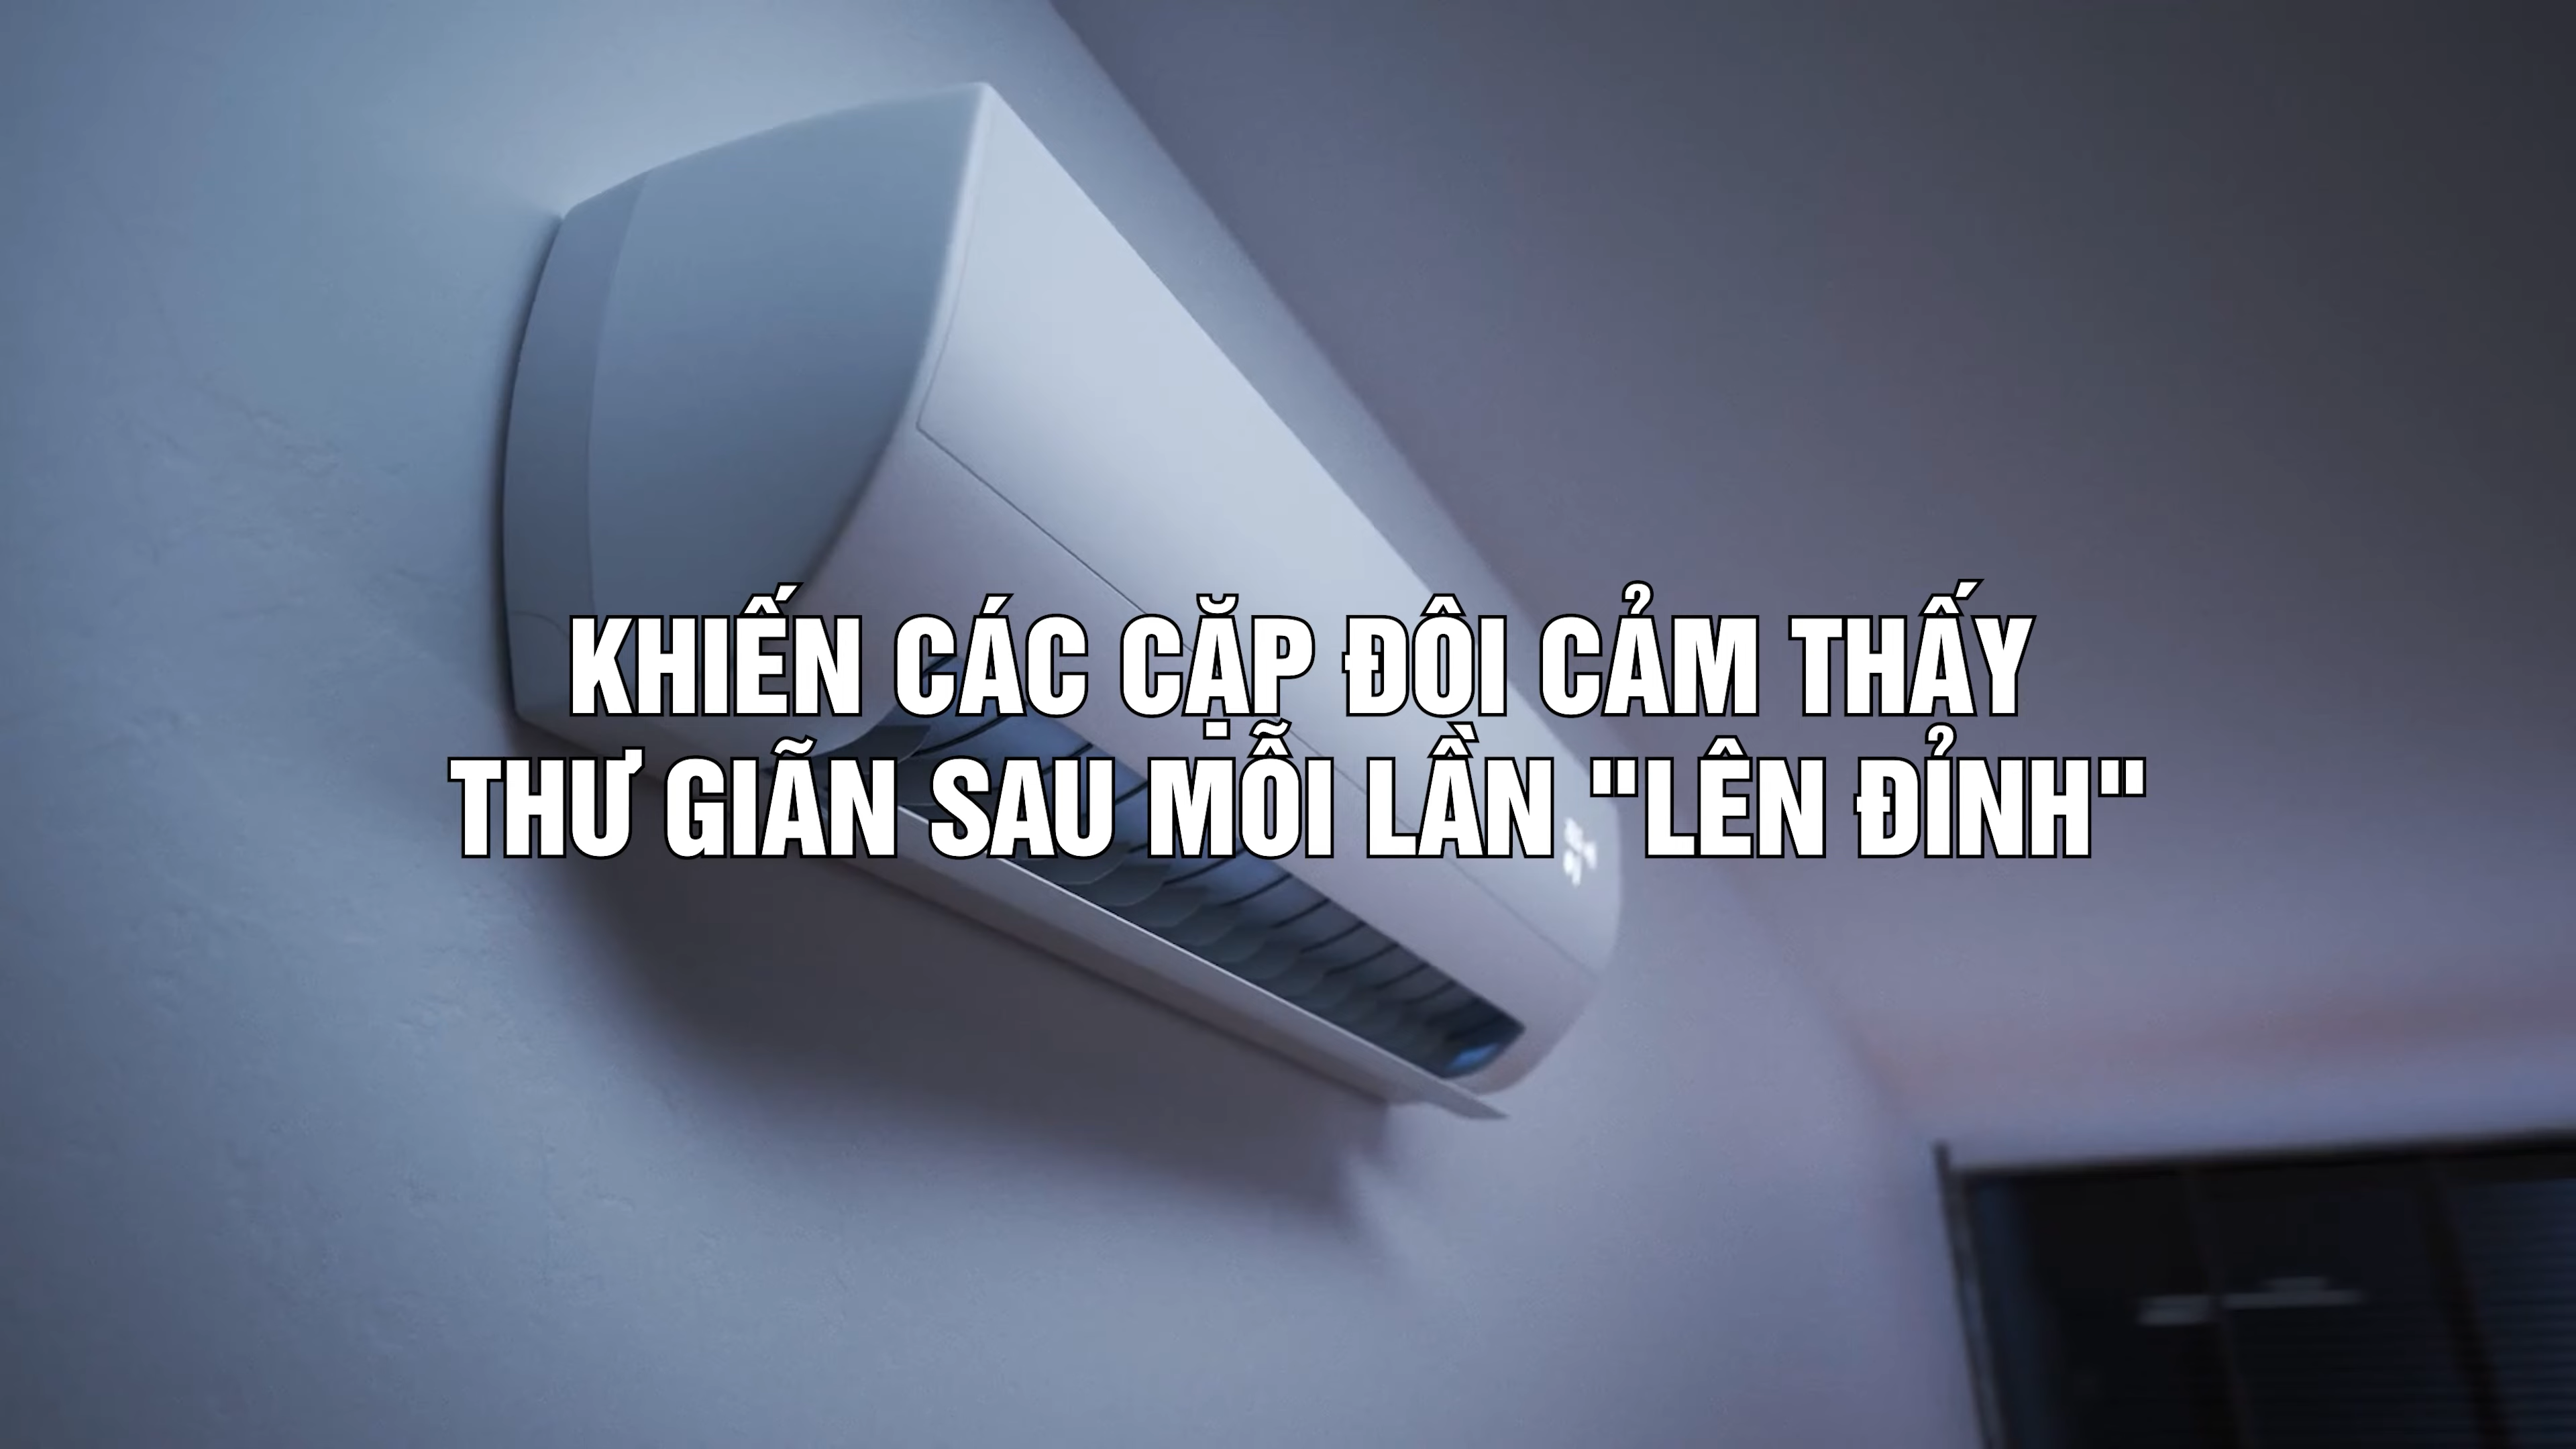 KHIẾN CÁC CẶP ĐÔI CẢM THẤY
THƯ GIÃN SAU MỖI LẦN "LÊN ĐỈNH"